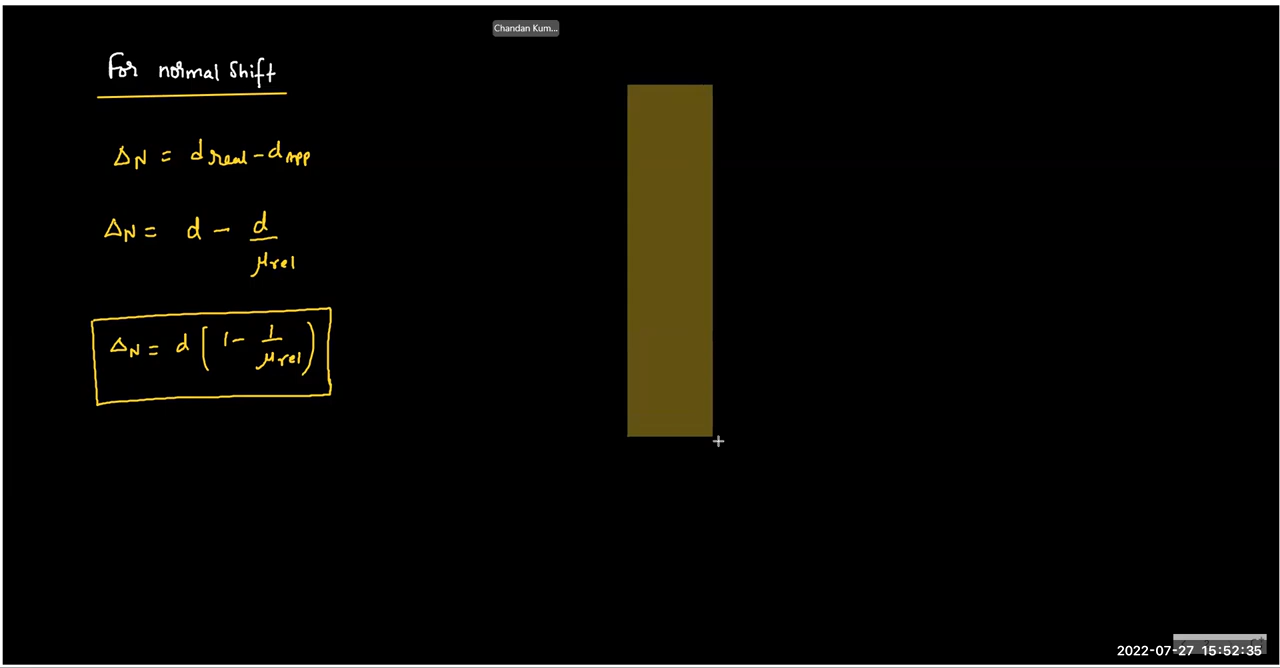 Chandan Kum...
For normal shift
ΔN = dreal - dApp
ΔN = d - d/μrel
ΔN = d ( 1 - 1/μrel )
2022-07-27 15:52:35